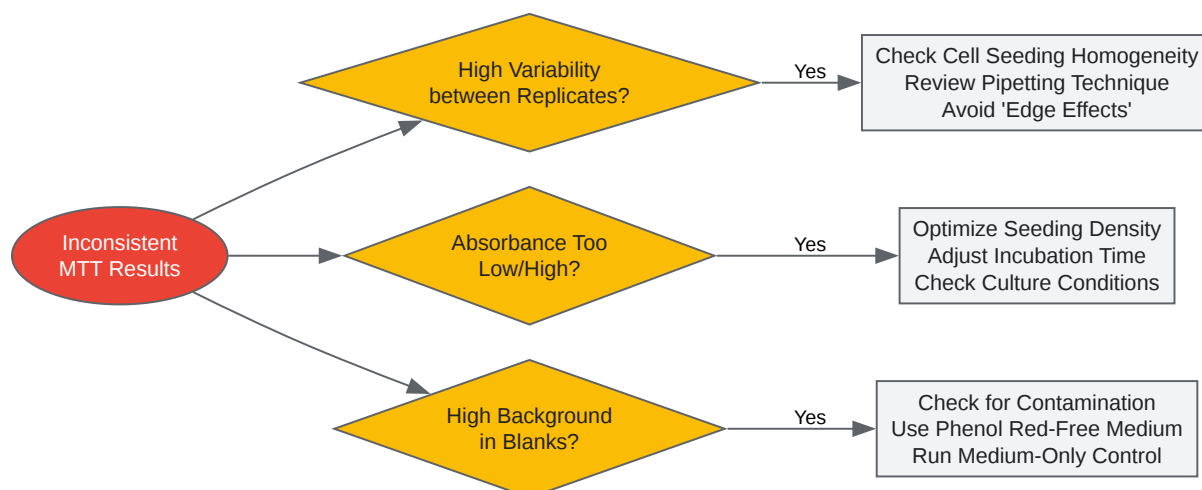 Inconsistent
MTT Results
High Variability
between Replicates?
Yes
Check Cell Seeding Homogeneity
Review Pipetting Technique
Avoid 'Edge Effects'
Absorbance Too
Low/High?
Yes
Optimize Seeding Density
Adjust Incubation Time
Check Culture Conditions
High Background
in Blanks?
Yes
Check for Contamination
Use Phenol Red-Free Medium
Run Medium-Only Control